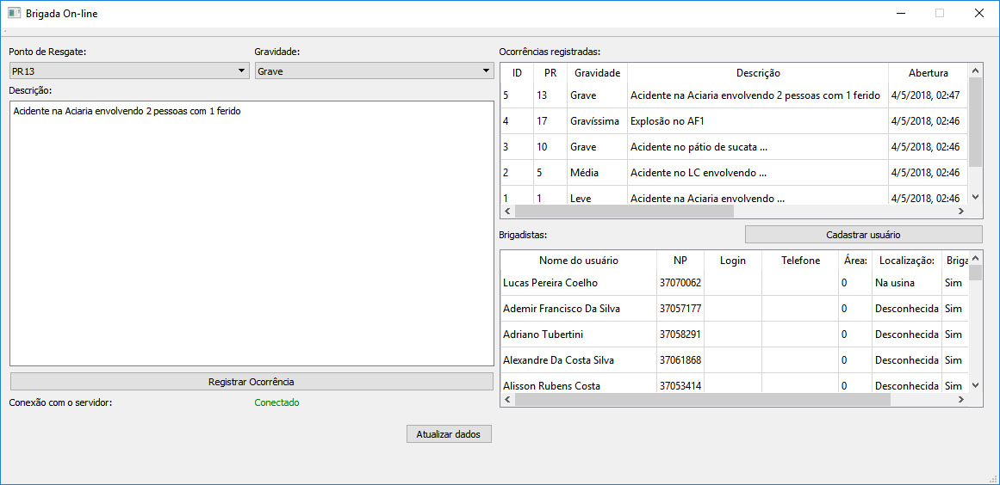 Brigada On-line
Ponto de Resgate:
Gravidade:
PR13
Grave
Descrição:
Acidente na Aciaria envolvendo 2 pessoas com 1 ferido
Registrar Ocorrência
Conexão com o servidor:
Conectado
Atualizar dados
Ocorrências registradas:
ID PR Gravidade Descrição Abertura
5 13 Grave Acidente na Aciaria envolvendo 2 pessoas com 1 ferido 4/5/2018, 02:47
4 17 Gravíssima Explosão no AF1 4/5/2018, 02:46
3 10 Grave Acidente no pátio de sucata ... 4/5/2018, 02:46
2 5 Média Acidente no LC envolvendo ... 4/5/2018, 02:46
1 1 Leve Acidente na Aciaria envolvendo ... 4/5/2018, 02:46
Brigadistas:
Cadastrar usuário
Nome do usuário NP Login Telefone Área: Localização: Briga
Lucas Pereira Coelho 37070062 0 Na usina Sim
Ademir Francisco Da Silva 37057177 0 Desconhecida Sim
Adriano Tubertini 37058291 0 Desconhecida Sim
Alexandre Da Costa Silva 37061868 0 Desconhecida Sim
Alisson Rubens Costa 37053414 0 Desconhecida Sim